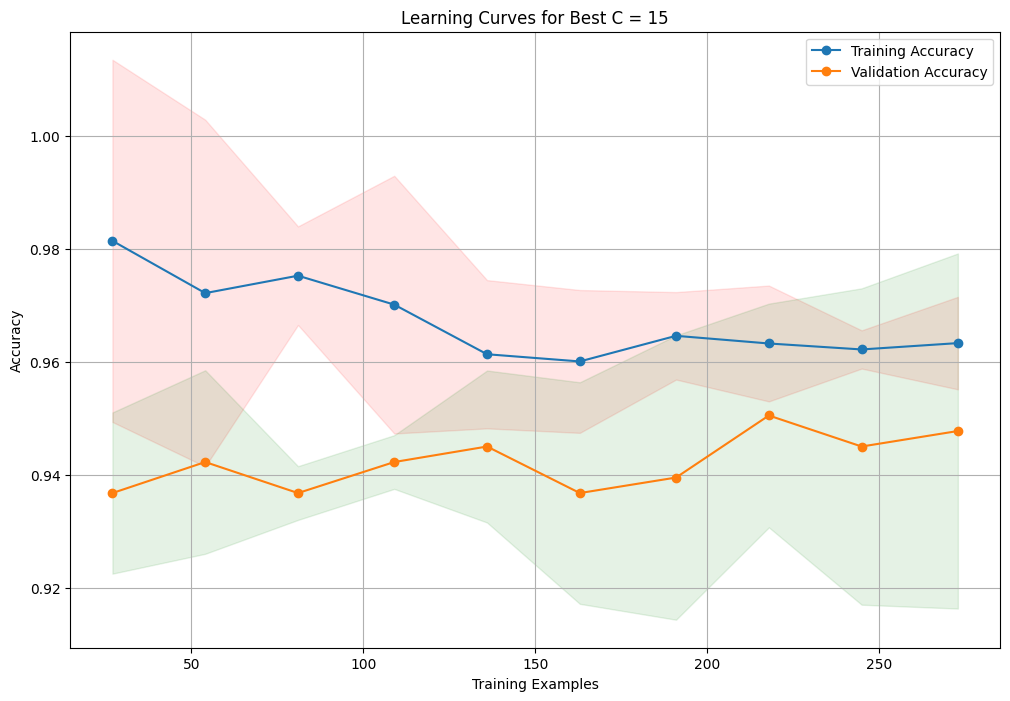 Learning Curves for Best C = 15
Training Accuracy
Validation Accuracy
Accuracy
1.00
0.98
0.96
0.94
0.92
50 100 150 200 250
Training Examples